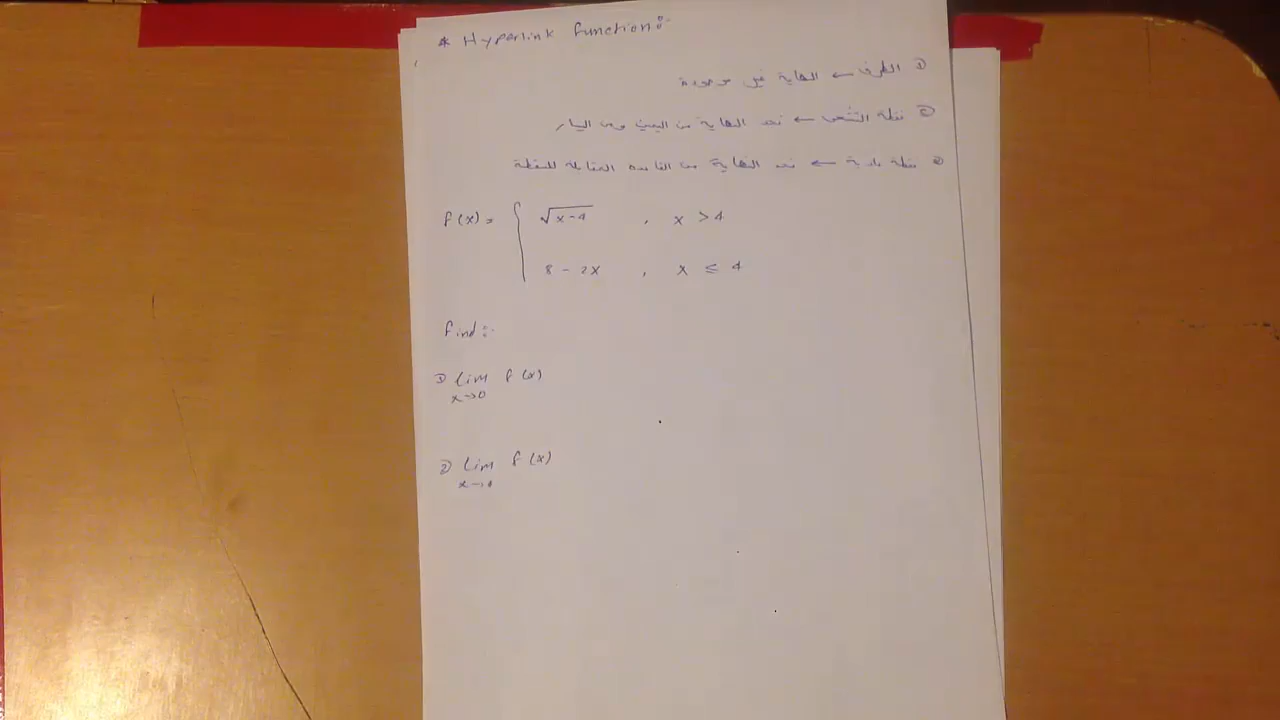 * Hyperlink function:-
① الطرف ← النهاية غير موجودة
② نقطة التشعب ← نجد النهاية من اليمين ومن اليسار
③ نقطة عادية ← نجد النهاية من القاعدة المقابلة للنقطة
f(x) = { √x-4 , x > 4
8 - 2x , x ≤ 4
find:-
① lim f(x)
x→0
② lim f(x)
x→4